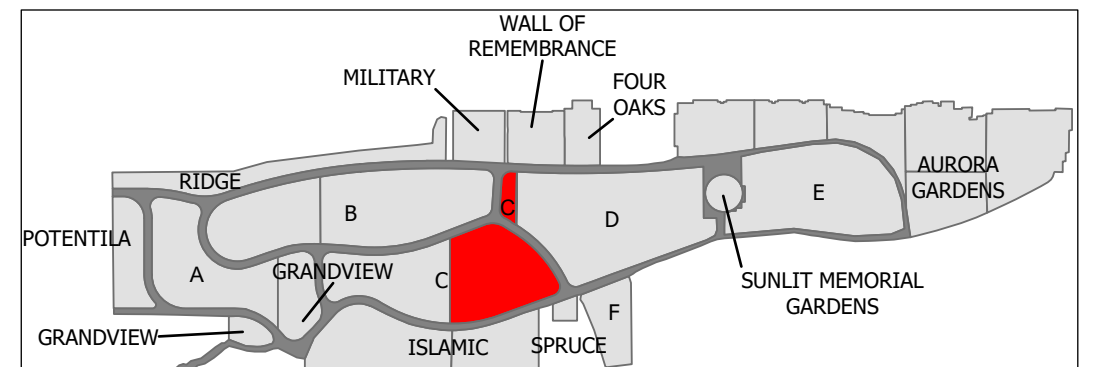 WALL OF
REMEMBRANCE
MILITARY
FOUR
OAKS
RIDGE
AURORA
GARDENS
C
E
B
D
POTENTILA
A
GRANDVIEW
C
SUNLIT MEMORIAL
GARDENS
F
GRANDVIEW
ISLAMIC
SPRUCE